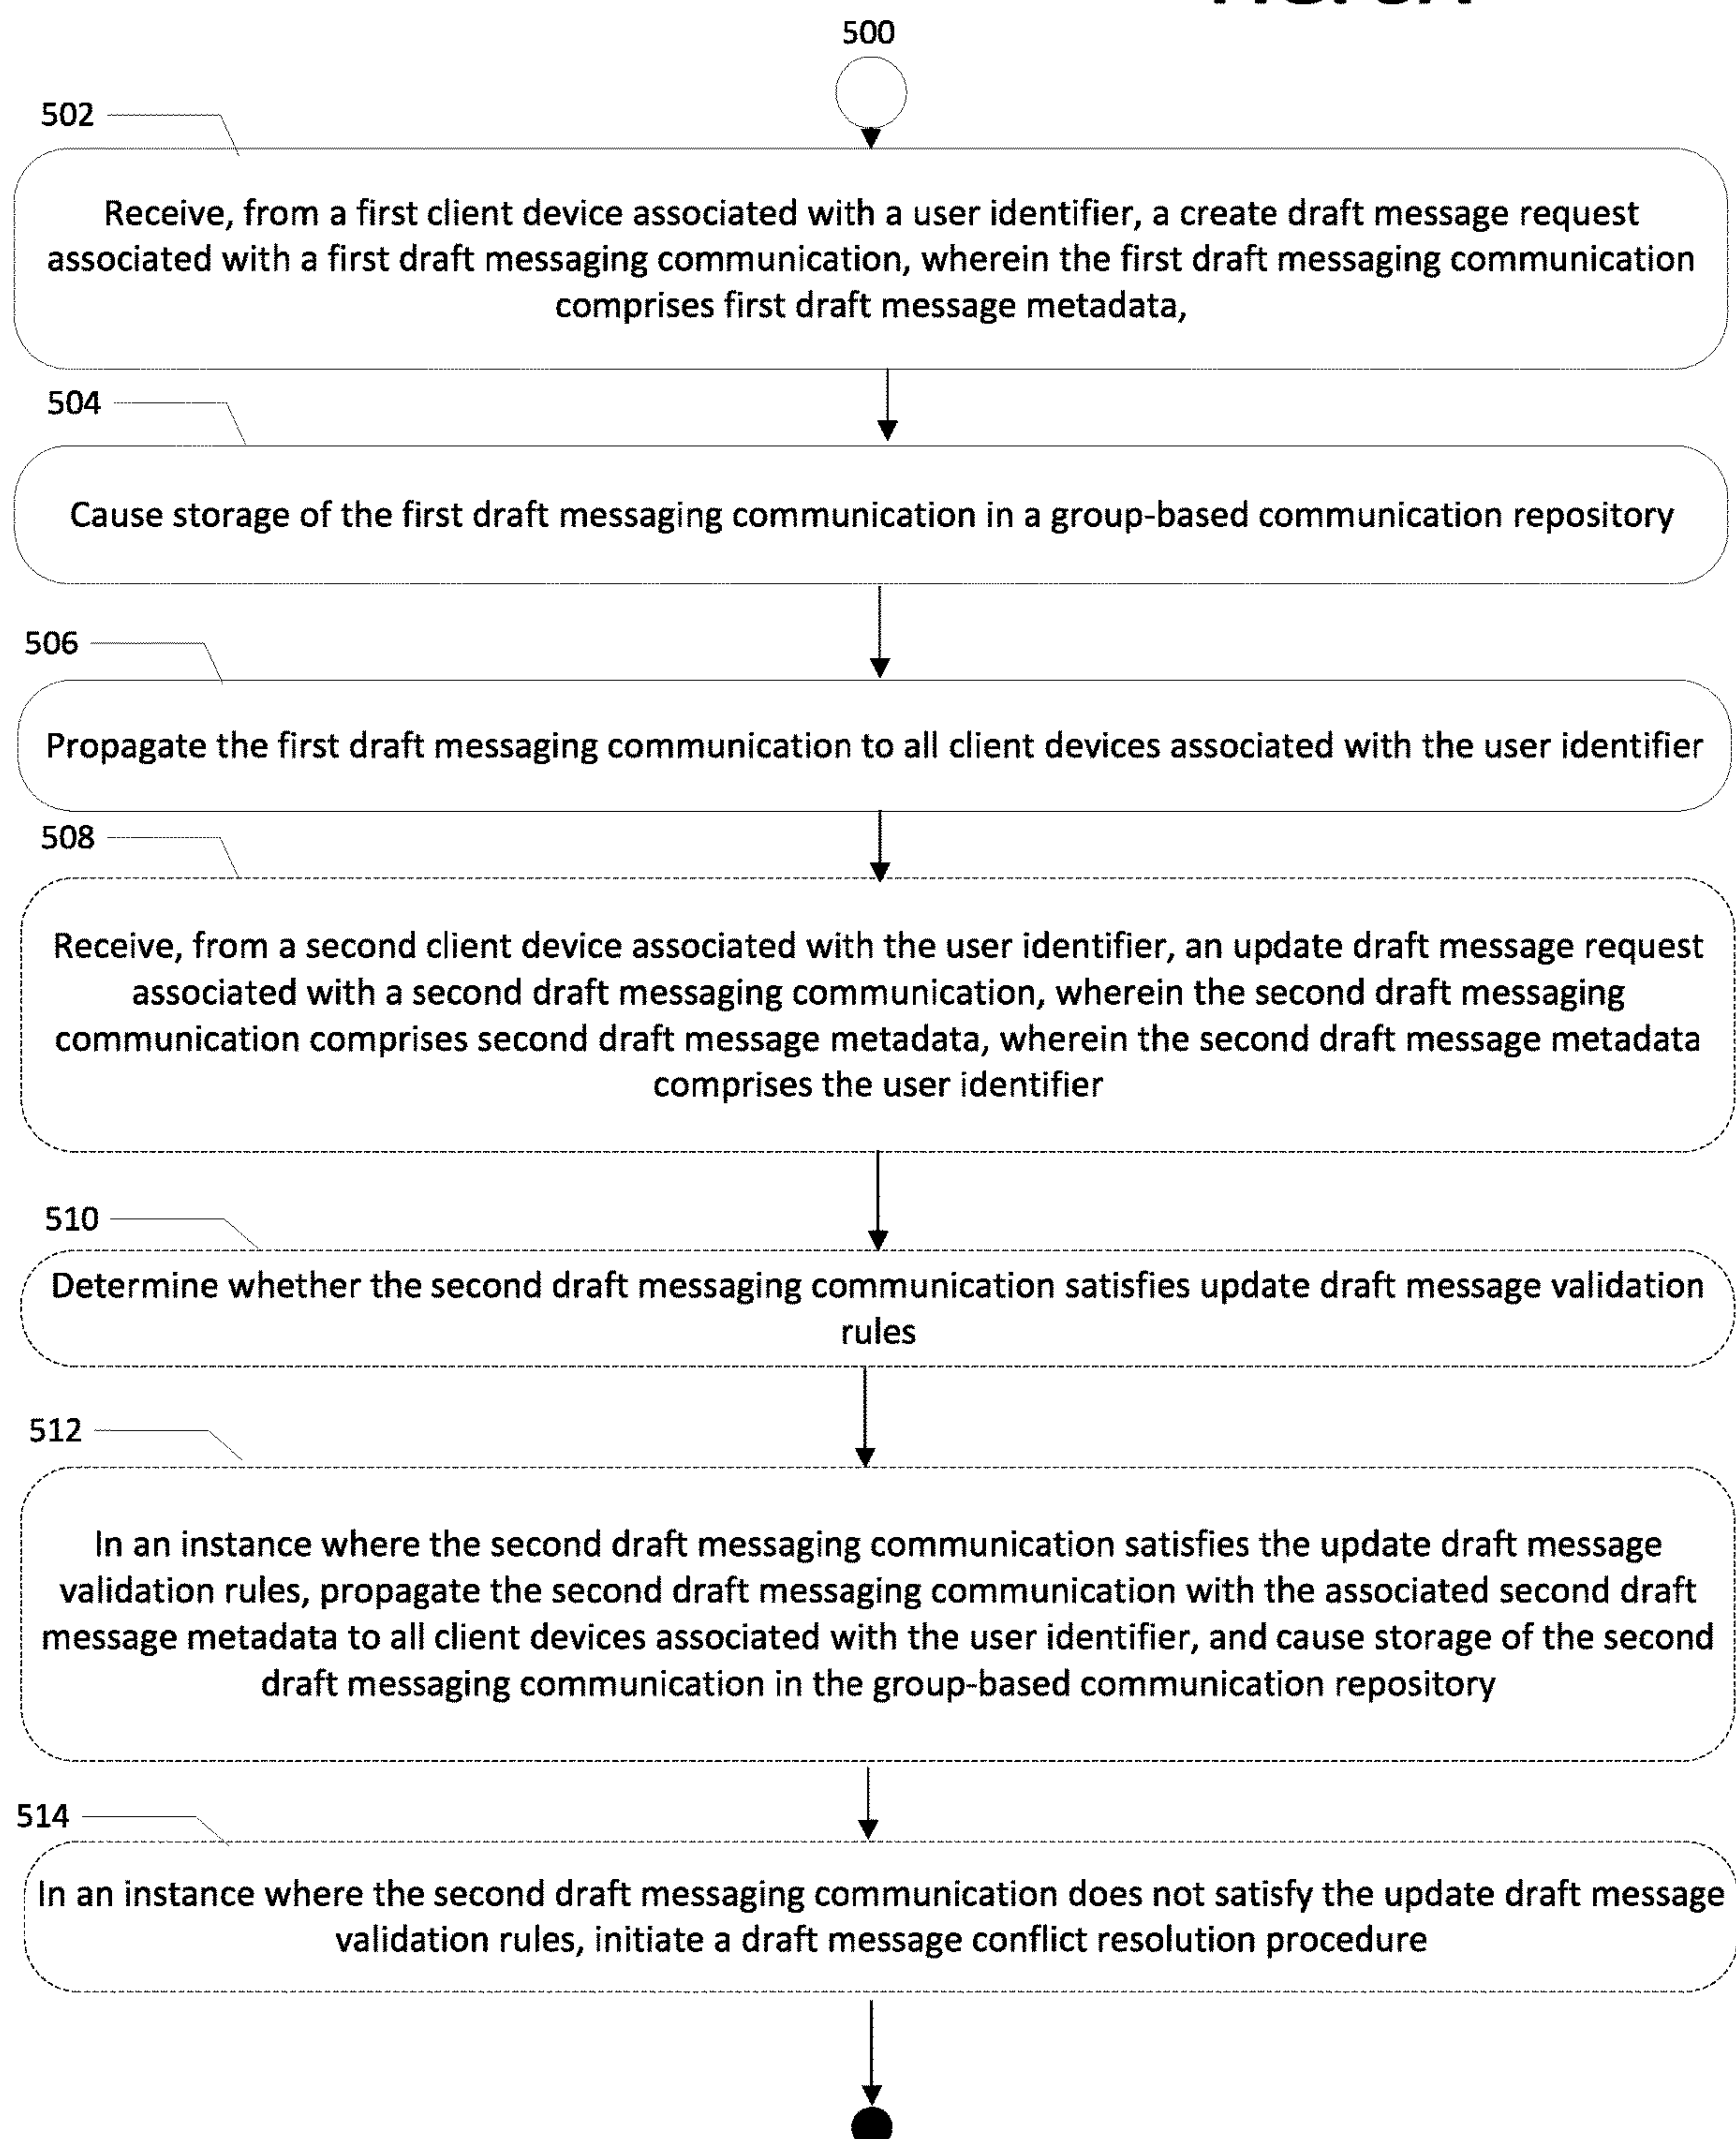 500
502
Receive, from a first client device associated with a user identifier, a create draft message request
associated with a first draft messaging communication, wherein the first draft messaging communication
comprises first draft message metadata,
504
Cause storage of the first draft messaging communication in a group-based communication repository
506
Propagate the first draft messaging communication to all client devices associated with the user identifier
508
Receive, from a second client device associated with the user identifier, an update draft message request
associated with a second draft messaging communication, wherein the second draft messaging
communication comprises second draft message metadata, wherein the second draft message metadata
comprises the user identifier
510
Determine whether the second draft messaging communication satisfies update draft message validation
rules
512
In an instance where the second draft messaging communication satisfies the update draft message
validation rules, propagate the second draft messaging communication with the associated second draft
message metadata to all client devices associated with the user identifier, and cause storage of the second
draft messaging communication in the group-based communication repository
514
In an instance where the second draft messaging communication does not satisfy the update draft message
validation rules, initiate a draft message conflict resolution procedure